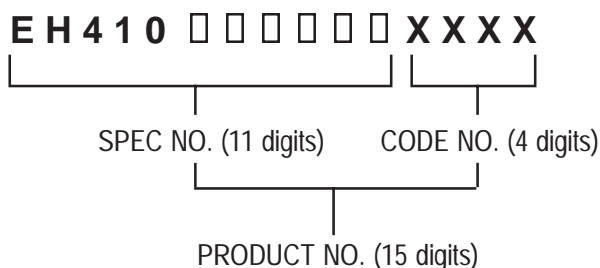 EH410 □□□□□□ XXXX
SPEC NO. (11 digits) CODE NO. (4 digits)
PRODUCT NO. (15 digits)